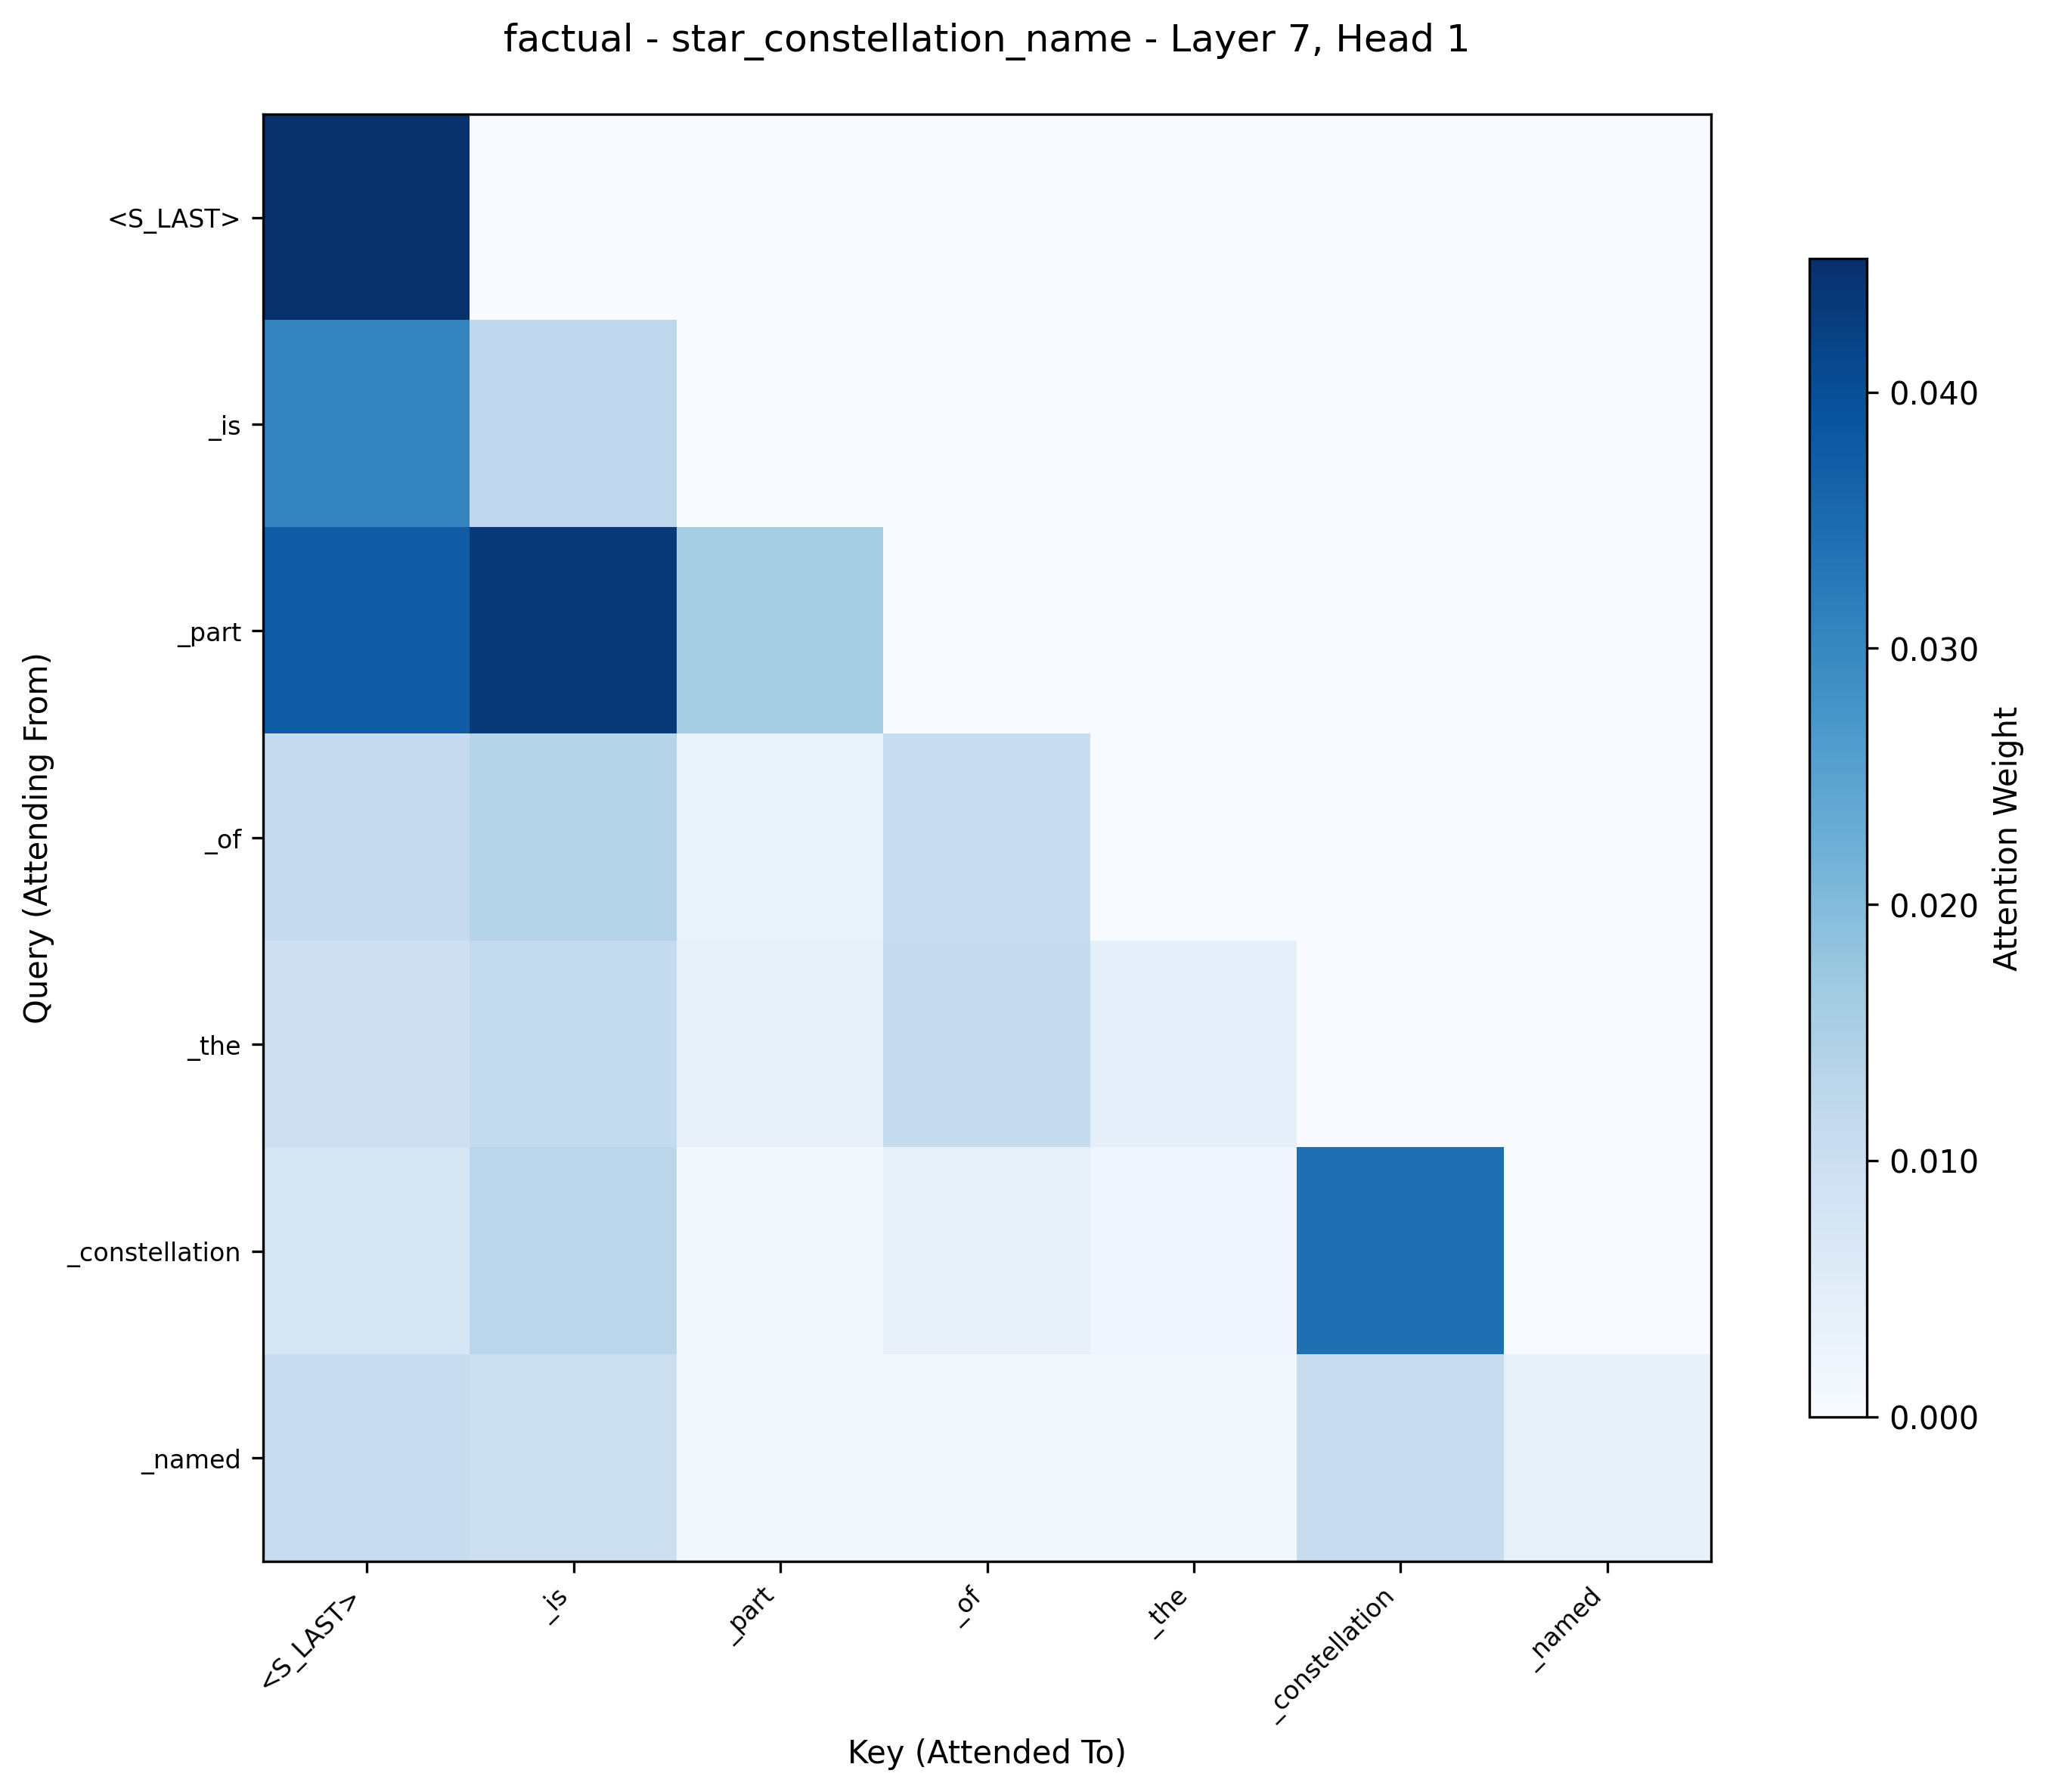 factual - star_constellation_name - Layer 7, Head 1
<S_LAST>
_is
_part
_of
_the
_constellation
_named
Query (Attending From)
<S_LAST>
_is
_part
_of
_the
_constellation
_named
Key (Attended To)
0.040
0.030
0.020
0.010
0.000
Attention Weight